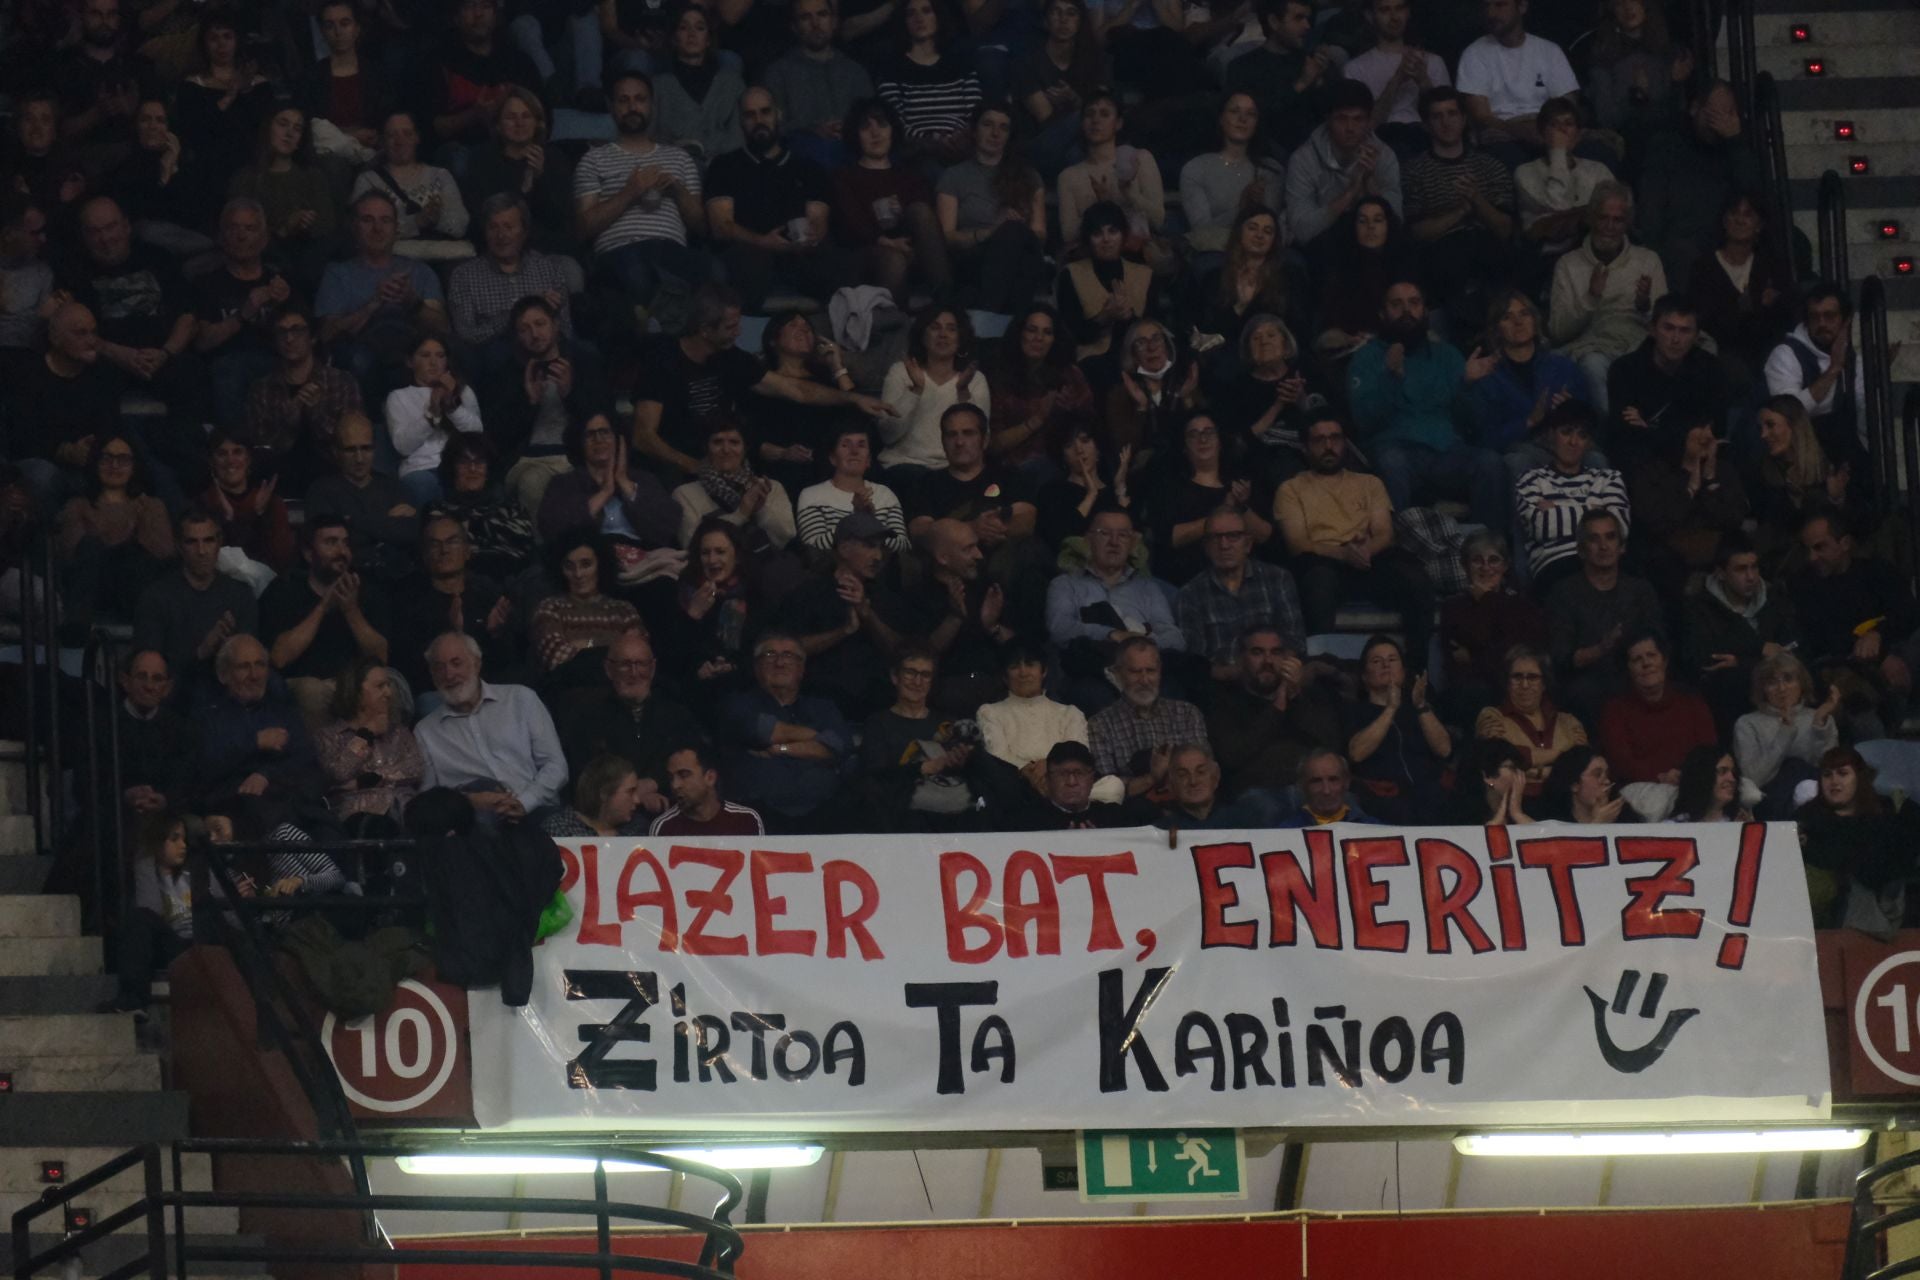 PLAZER BAT, ENERiTZ!
ZiRTOA TA KARiÑOA
10
10